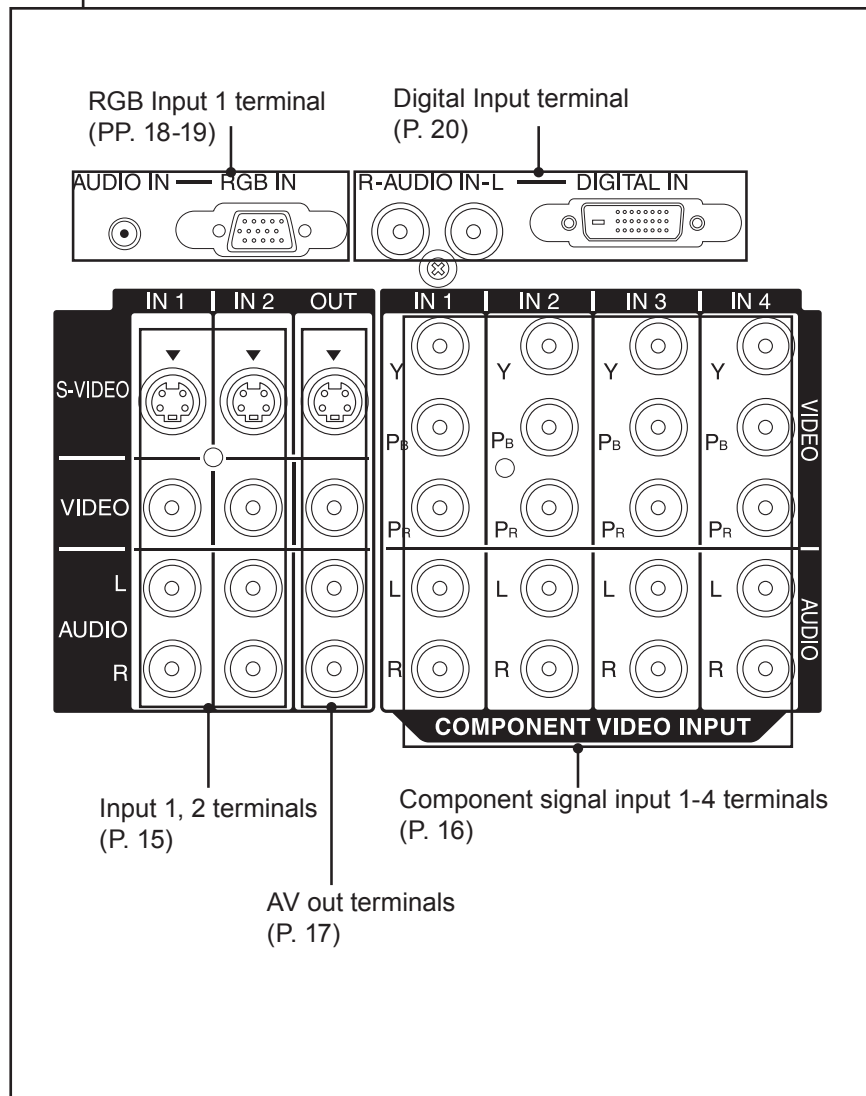 RGB Input 1 terminal
(PP. 18-19)
Digital Input terminal
(P. 20)
AUDIO IN RGB IN
R-AUDIO IN-L DIGITAL IN
IN 1 IN 2 OUT
S-VIDEO
VIDEO
L
AUDIO
R
IN 1 IN 2 IN 3 IN 4
Y Y Y Y
PB PB PB PB
PR PR PR PR
L L L L
R R R R
VIDEO
AUDIO
COMPONENT VIDEO INPUT
Input 1, 2 terminals
(P. 15)
Component signal input 1-4 terminals
(P. 16)
AV out terminals
(P. 17)